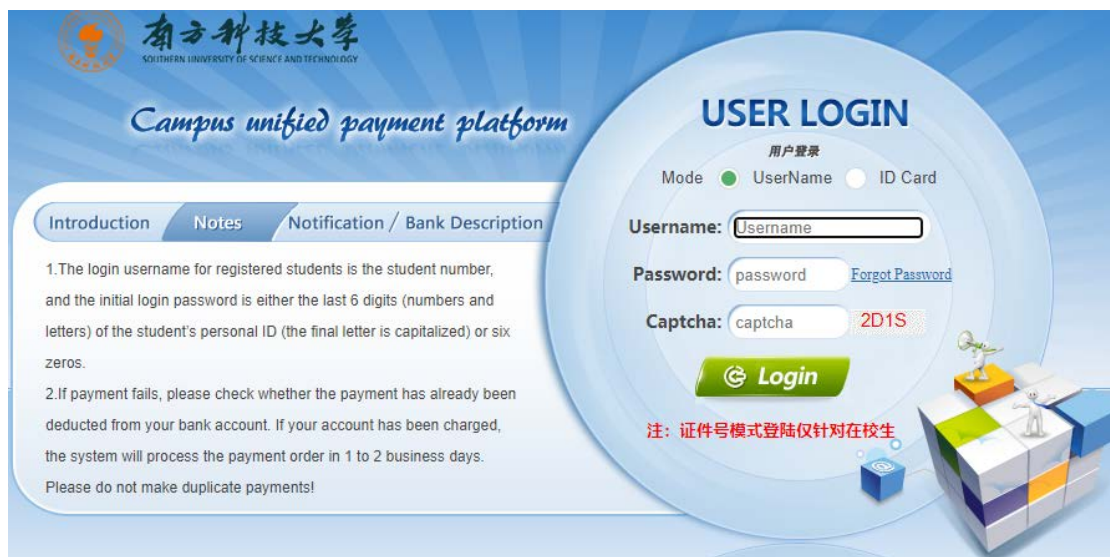 南方科技大学
SOUTHERN UNIVERSITY OF SCIENCE AND TECHNOLOGY
Campus unified payment platform
Introduction Notes Notification / Bank Description
1.The login username for registered students is the student number,
and the initial login password is either the last 6 digits (numbers and
letters) of the student's personal ID (the final letter is capitalized) or six
zeros.
2.If payment fails, please check whether the payment has already been
deducted from your bank account. If your account has been charged,
the system will process the payment order in 1 to 2 business days.
Please do not make duplicate payments!
USER LOGIN
用户登录
Mode UserName ID Card
Username: Username
Password: password Forgot Password
Captcha: captcha 2D1S
Login
注：证件号模式登陆仅针对在校生